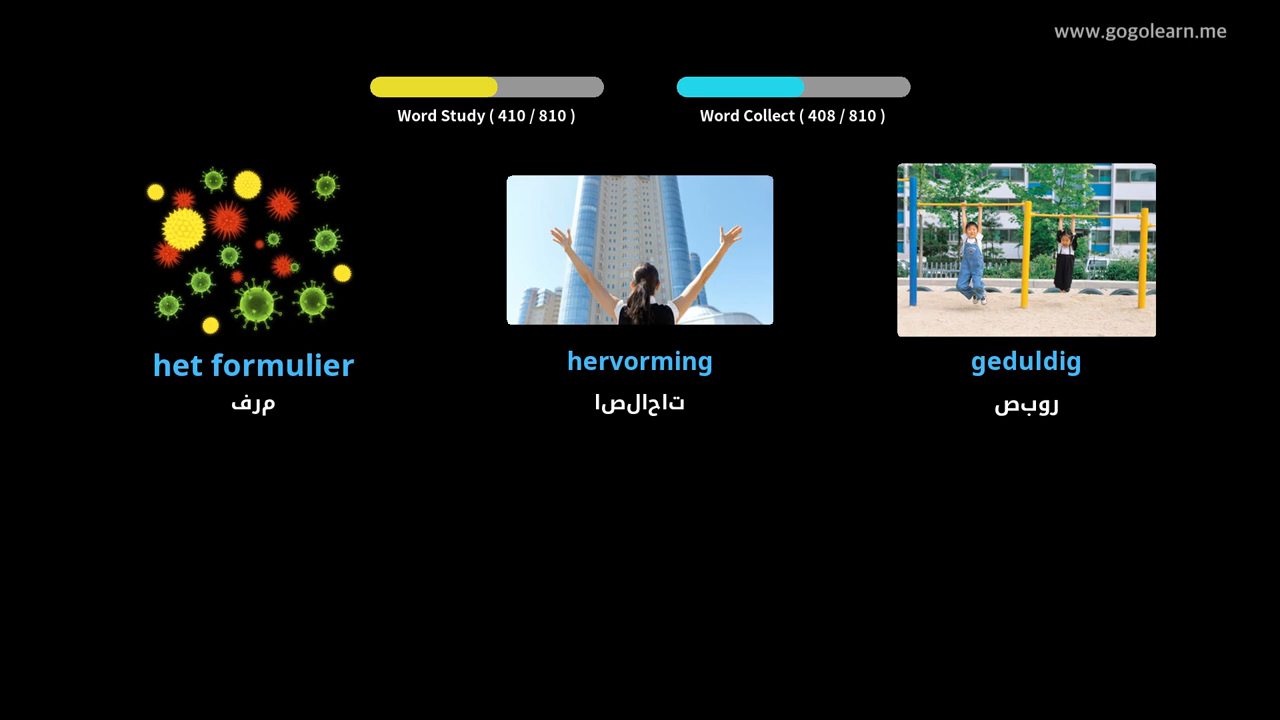 www.gogolearn.me
Word Study ( 410 / 810 )
Word Collect ( 408 / 810 )
het formulier
مرف
hervorming
تاحالصا
geduldig
روبص